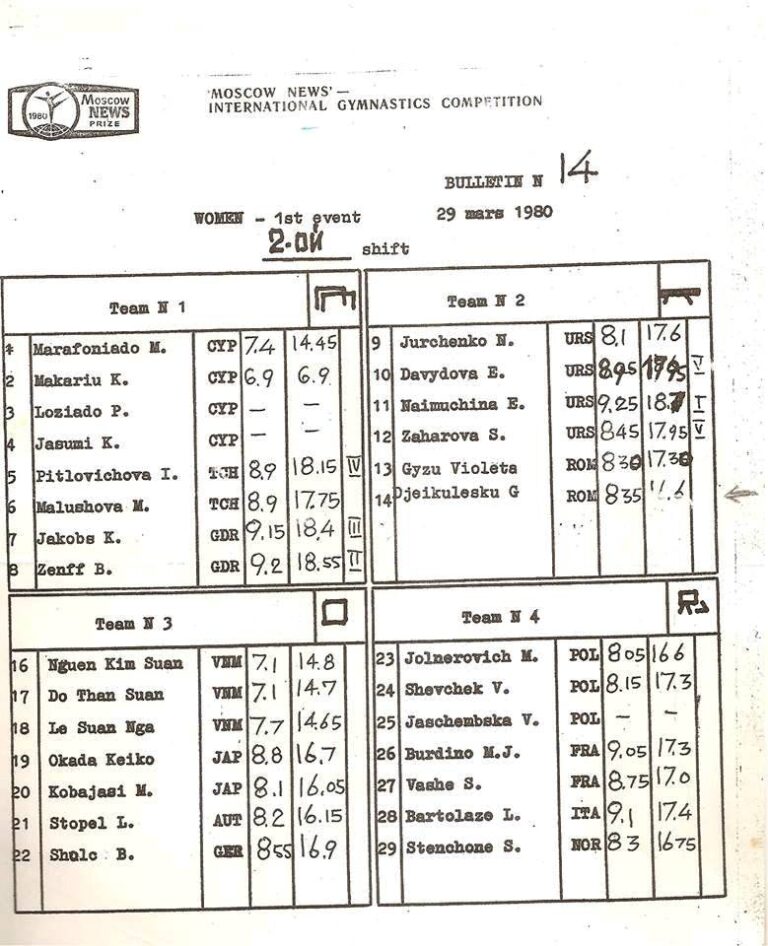 1980
Moscow
NEWS
PRIZE
'MOSCOW NEWS' —
INTERNATIONAL GYMNASTICS COMPETITION
BULLETIN N 14
WOMEN - 1st event 29 mars 1980
2-ой shift
Team N 1
Marafoniado M. CYP 7.4 14.45
2 Makariu K. CYP 6.9 6.9
3 Loziado P. CYP — —
4 Jasumi K. CYP — —
5 Pitlovichova I. TCH 8.9 18.15 IV
6 Malushova M. TCH 8.9 17.75
7 Jakobs K. GDR 9.15 18.4 III
8 Zenff B. GDR 9.2 18.55 II
Team N 2
9 Jurchenko N. URS 8.1 17.6
10 Davydova E. URS 8.95 17.95 V
11 Naimuchina E. URS 9.25 18.7 I
12 Zaharova S. URS 8.45 17.95 V
13 Gyzu Violeta ROM 8.30 17.30
14 Djeikulesku G ROM 8.35
Team N 3
16 Nguen Kim Suan VNM 7.1 14.8
17 Do Than Suan VNM 7.1 14.7
18 Le Suan Nga VNM 7.7 14.65
19 Okada Keiko JAP 8.8 16.7
20 Kobajasi M. JAP 8.1 16.05
21 Stopel L. AUT 8.2 16.15
22 Shulc B. GER 8.55 16.9
Team N 4
23 Jolnerovich M. POL 8.05 16.6
24 Shevchek V. POL 8.15 17.3
25 Jaschembska V. POL — —
26 Burdino M.J. FRA 9.05 17.3
27 Vashe S. FRA 8.75 17.0
28 Bartolaze L. ITA 9.1 17.4
29 Stenchone S. NOR 8.3 16.75